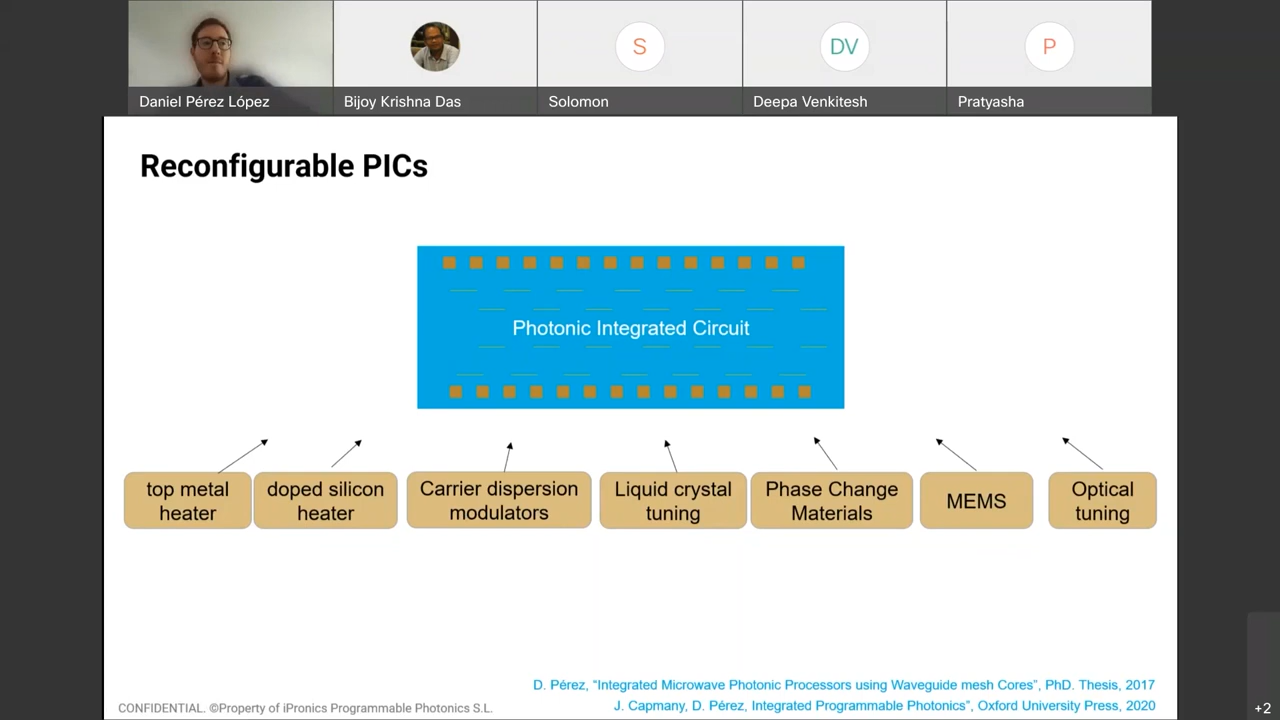 S
DV
P
Daniel Pérez López
Bijoy Krishna Das
Solomon
Deepa Venkitesh
Pratyasha
Reconfigurable PICs
Photonic Integrated Circuit
top metal
heater
doped silicon
heater
Carrier dispersion
modulators
Liquid crystal
tuning
Phase Change
Materials
MEMS
Optical
tuning
D. Pérez, “Integrated Microwave Photonic Processors using Waveguide mesh Cores”, PhD. Thesis, 2017
J. Capmany, D. Pérez, Integrated Programmable Photonics”, Oxford University Press, 2020
CONFIDENTIAL. ©Property of iPronics Programmable Photonics S.L.
+2